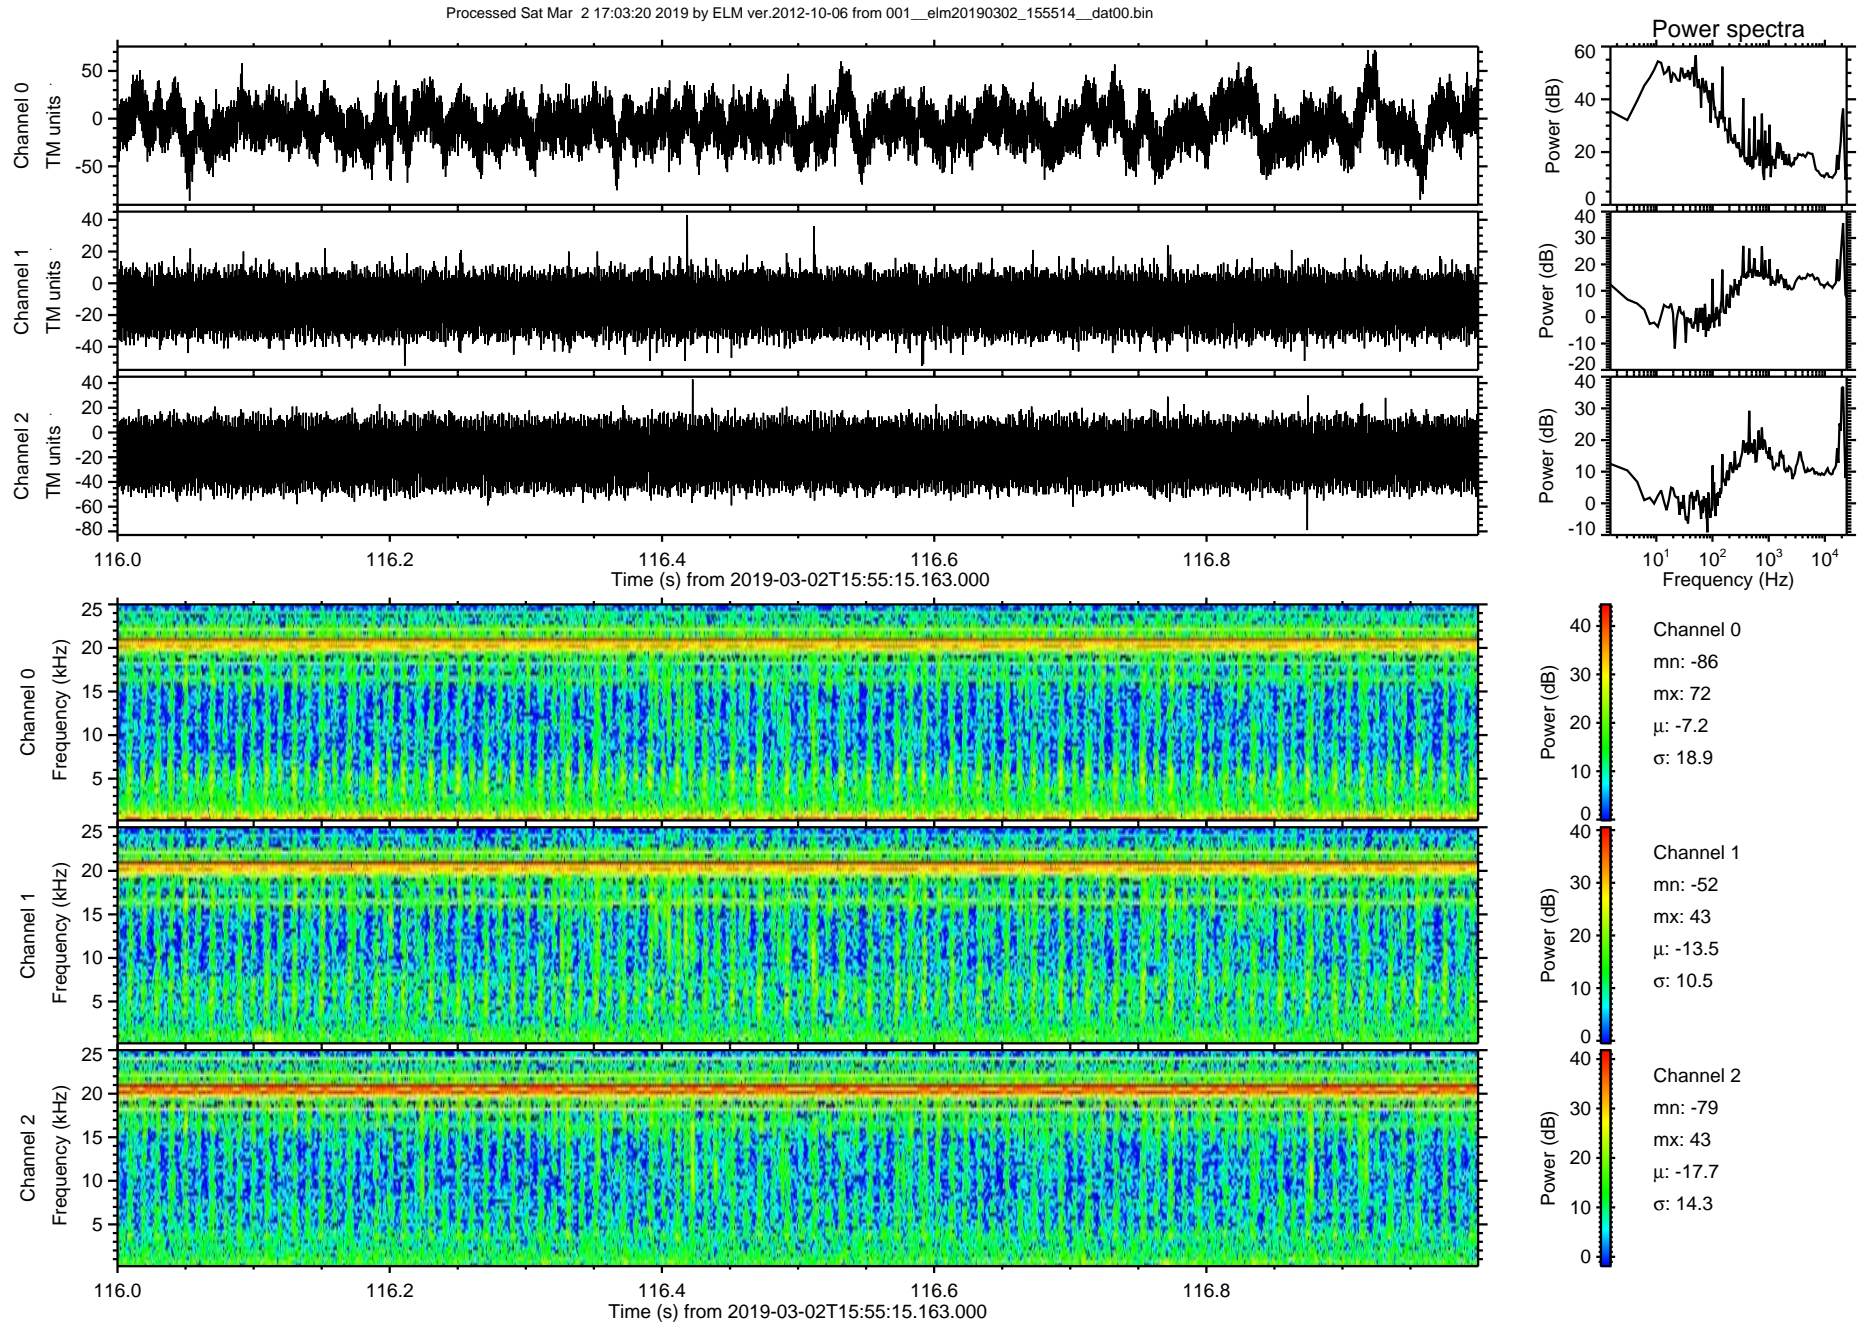 Processed Sat Mar  2 17:03:20 2019 by ELM ver.2012-10-06 from 001__elm20190302_155514__dat00.bin
Power spectra
Channel 0
TM units
50
0
-50
Power (dB)
60
40
20
0
Channel 1
TM units
40
20
0
-20
-40
Power (dB)
40
30
20
10
0
-10
-20
Channel 2
TM units
40
20
0
-20
-40
-60
-80
Power (dB)
40
30
20
10
0
-10
116.0 116.2 116.4 116.6 116.8
Time (s) from 2019-03-02T15:55:15.163.000
10^1 10^2 10^3 10^4
Frequency (Hz)
Channel 0
Frequency (kHz)
25
20
15
10
5
Power (dB)
40
30
20
10
0
Channel 0
mn: -86
mx: 72
μ: -7.2
σ: 18.9
Channel 1
Frequency (kHz)
25
20
15
10
5
Power (dB)
40
30
20
10
0
Channel 1
mn: -52
mx: 43
μ: -13.5
σ: 10.5
Channel 2
Frequency (kHz)
25
20
15
10
5
Power (dB)
40
30
20
10
0
Channel 2
mn: -79
mx: 43
μ: -17.7
σ: 14.3
116.0 116.2 116.4 116.6 116.8
Time (s) from 2019-03-02T15:55:15.163.000